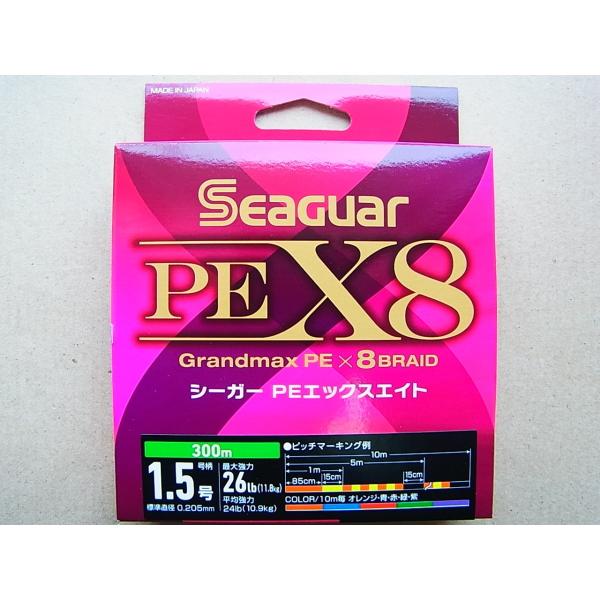 MADE IN JAPAN
SEAGUAR
PE X8
Grandmax PE×8BRAID
シーガー PEエックスエイト
300m
1.5号
号柄
標準直径 0.205mm
最大強力
26lb(11.8kg)
平均強力
24lb(10.9kg)
●ピッチマーキング例
10m
5m
1m
15cm
15cm
85cm
COLOR/10m毎 オレンジ・青・赤・緑・紫